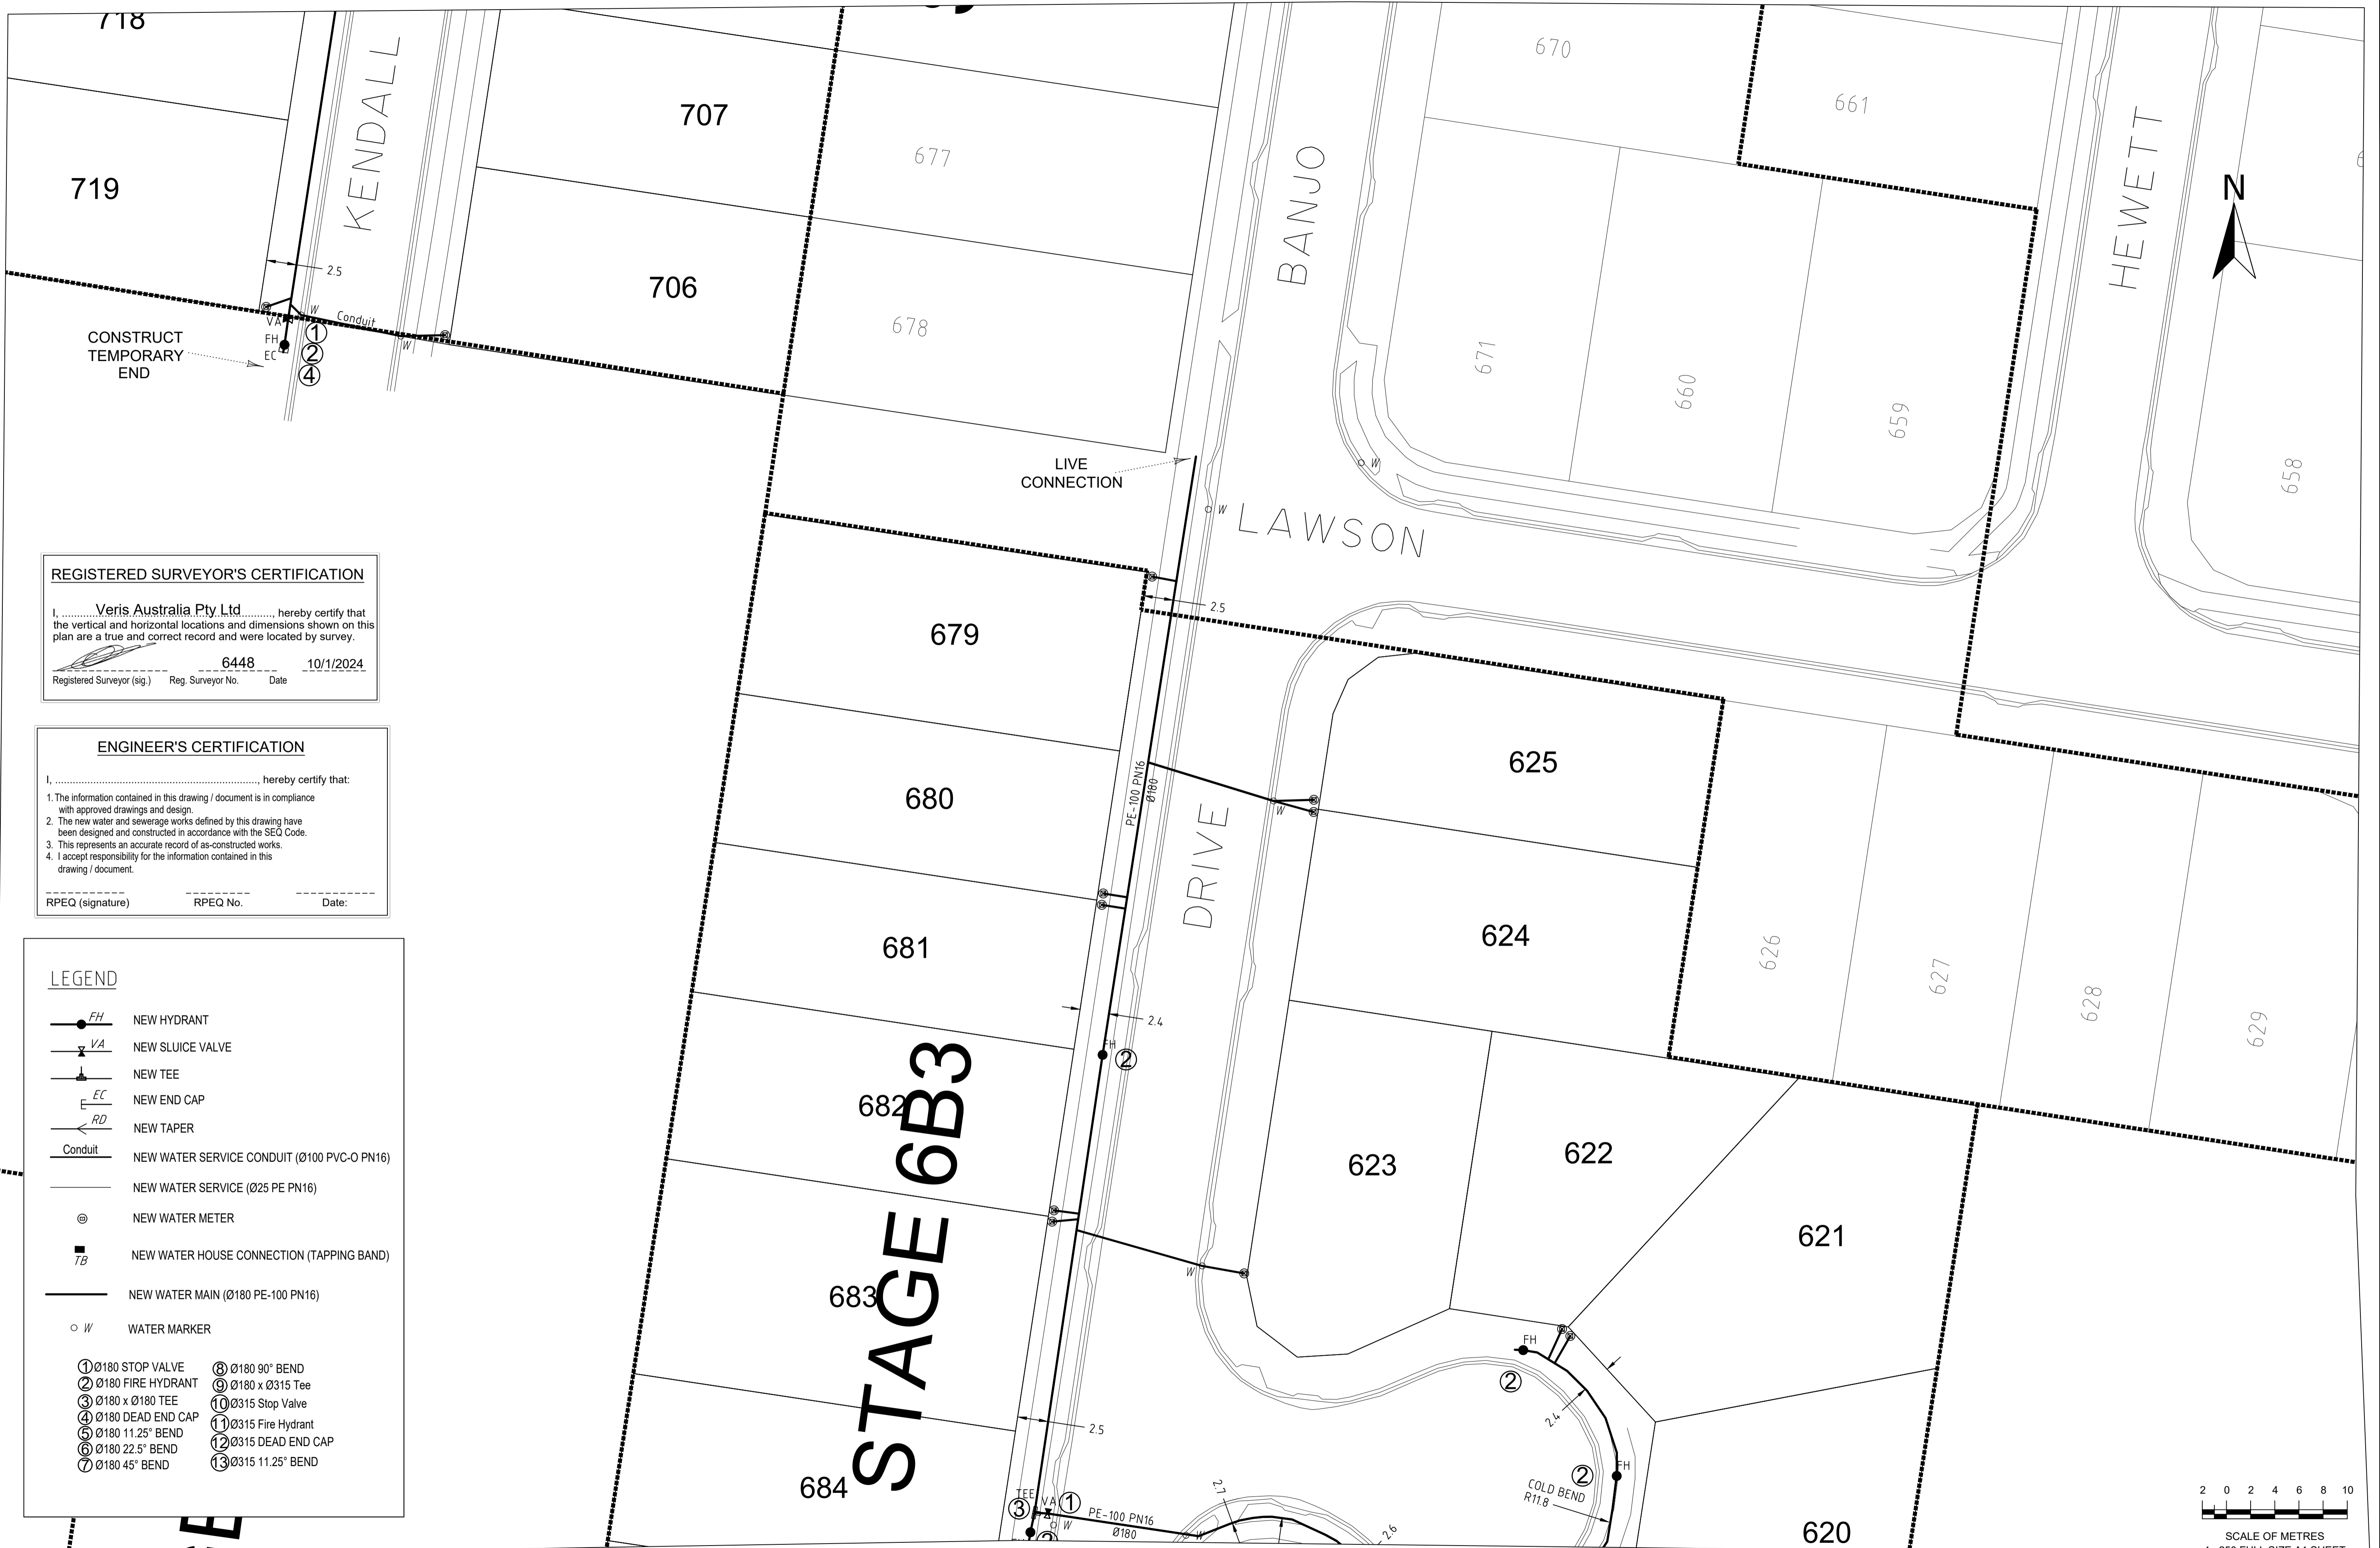 718
KENDALL
707
677
670
661
HEWETT
719
706
678
BANJO
N
2.5
W
Conduit
VA
FH
EC
W
1
2
4
CONSTRUCT
TEMPORARY
END
671
660
659
658
LIVE
CONNECTION
W
W
LAWSON
REGISTERED SURVEYOR'S CERTIFICATION
I, Veris Australia Pty Ltd, hereby certify that
the vertical and horizontal locations and dimensions shown on this
plan are a true and correct record and were located by survey.
6448 10/1/2024
Registered Surveyor (sig.) Reg. Surveyor No. Date
679
2.5
ENGINEER'S CERTIFICATION
I, ......................................................................, hereby certify that:
1. The information contained in this drawing / document is in compliance
with approved drawings and design.
2. The new water and sewerage works defined by this drawing have
been designed and constructed in accordance with the SEQ Code.
3. This represents an accurate record of as-constructed works.
4. I accept responsibility for the information contained in this
drawing / document.
RPEQ (signature) RPEQ No. Date:
680
PE-100 PN16
Ø180
DRIVE
W
625
624
681
626
627
628
629
2.4
FH
2
682
STAGE 6B3
683
W
623
622
621
LEGEND
FH NEW HYDRANT
VA NEW SLUICE VALVE
NEW TEE
EC NEW END CAP
RD NEW TAPER
Conduit NEW WATER SERVICE CONDUIT (Ø100 PVC-O PN16)
NEW WATER SERVICE (Ø25 PE PN16)
NEW WATER METER
TB NEW WATER HOUSE CONNECTION (TAPPING BAND)
NEW WATER MAIN (Ø180 PE-100 PN16)
W WATER MARKER
1 Ø180 STOP VALVE
2 Ø180 FIRE HYDRANT
3 Ø180 x Ø180 TEE
4 Ø180 DEAD END CAP
5 Ø180 11.25° BEND
6 Ø180 22.5° BEND
7 Ø180 45° BEND
8 Ø180 90° BEND
9 Ø180 x Ø315 Tee
10 Ø315 Stop Valve
11 Ø315 Fire Hydrant
12 Ø315 DEAD END CAP
13 Ø315 11.25° BEND
FH
2
2.4
2.5
684
TEE
VA
1
3
W
2
PE-100 PN16
Ø180
W
2.7
2.6
COLD BEND
R11.8
2
FH
620
2 0 2 4 6 8 10
SCALE OF METRES